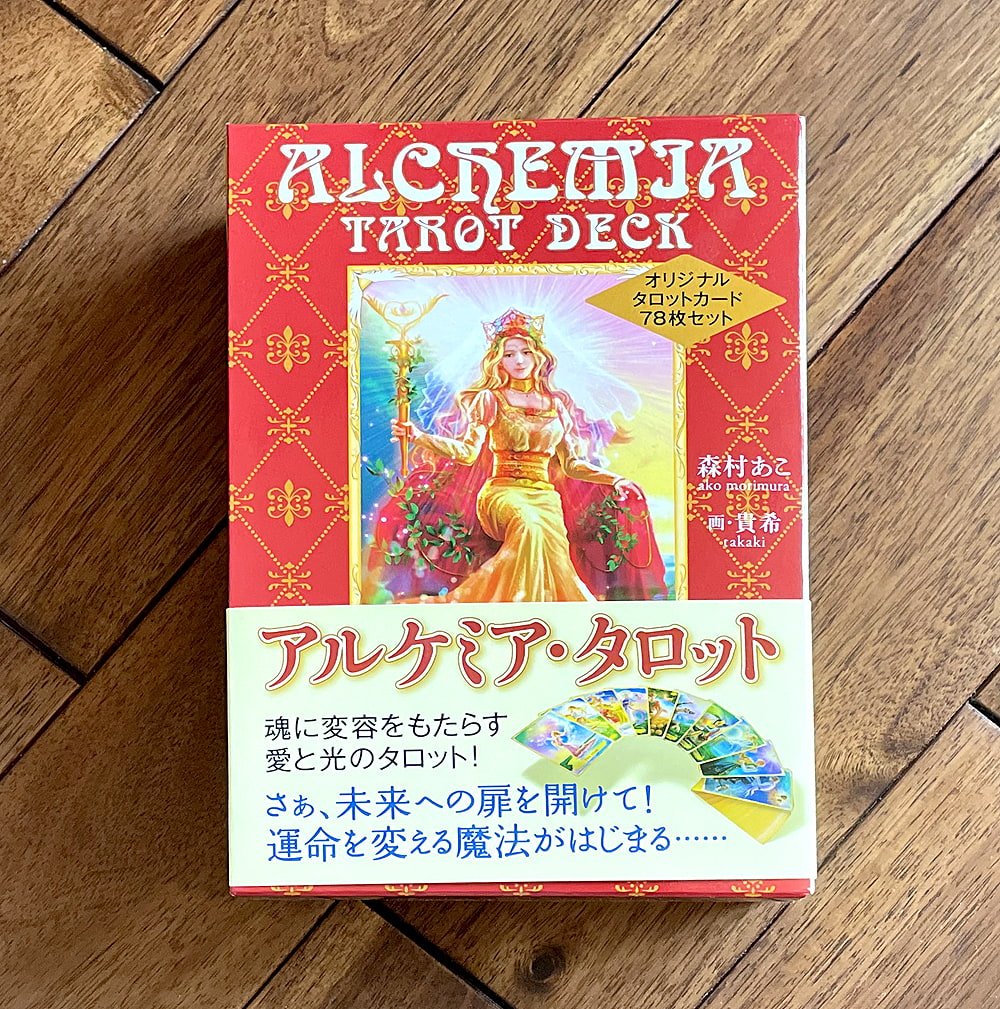 ALCHEMIA
TAROT DECK
オリジナル
タロットカード
78枚セット
森村あこ
ako morimura
画・貴希
takaki
アルケミア・タロット
魂に変容をもたらす
愛と光のタロット!
さぁ、未来への扉を開けて!
運命を変える魔法がはじまる……